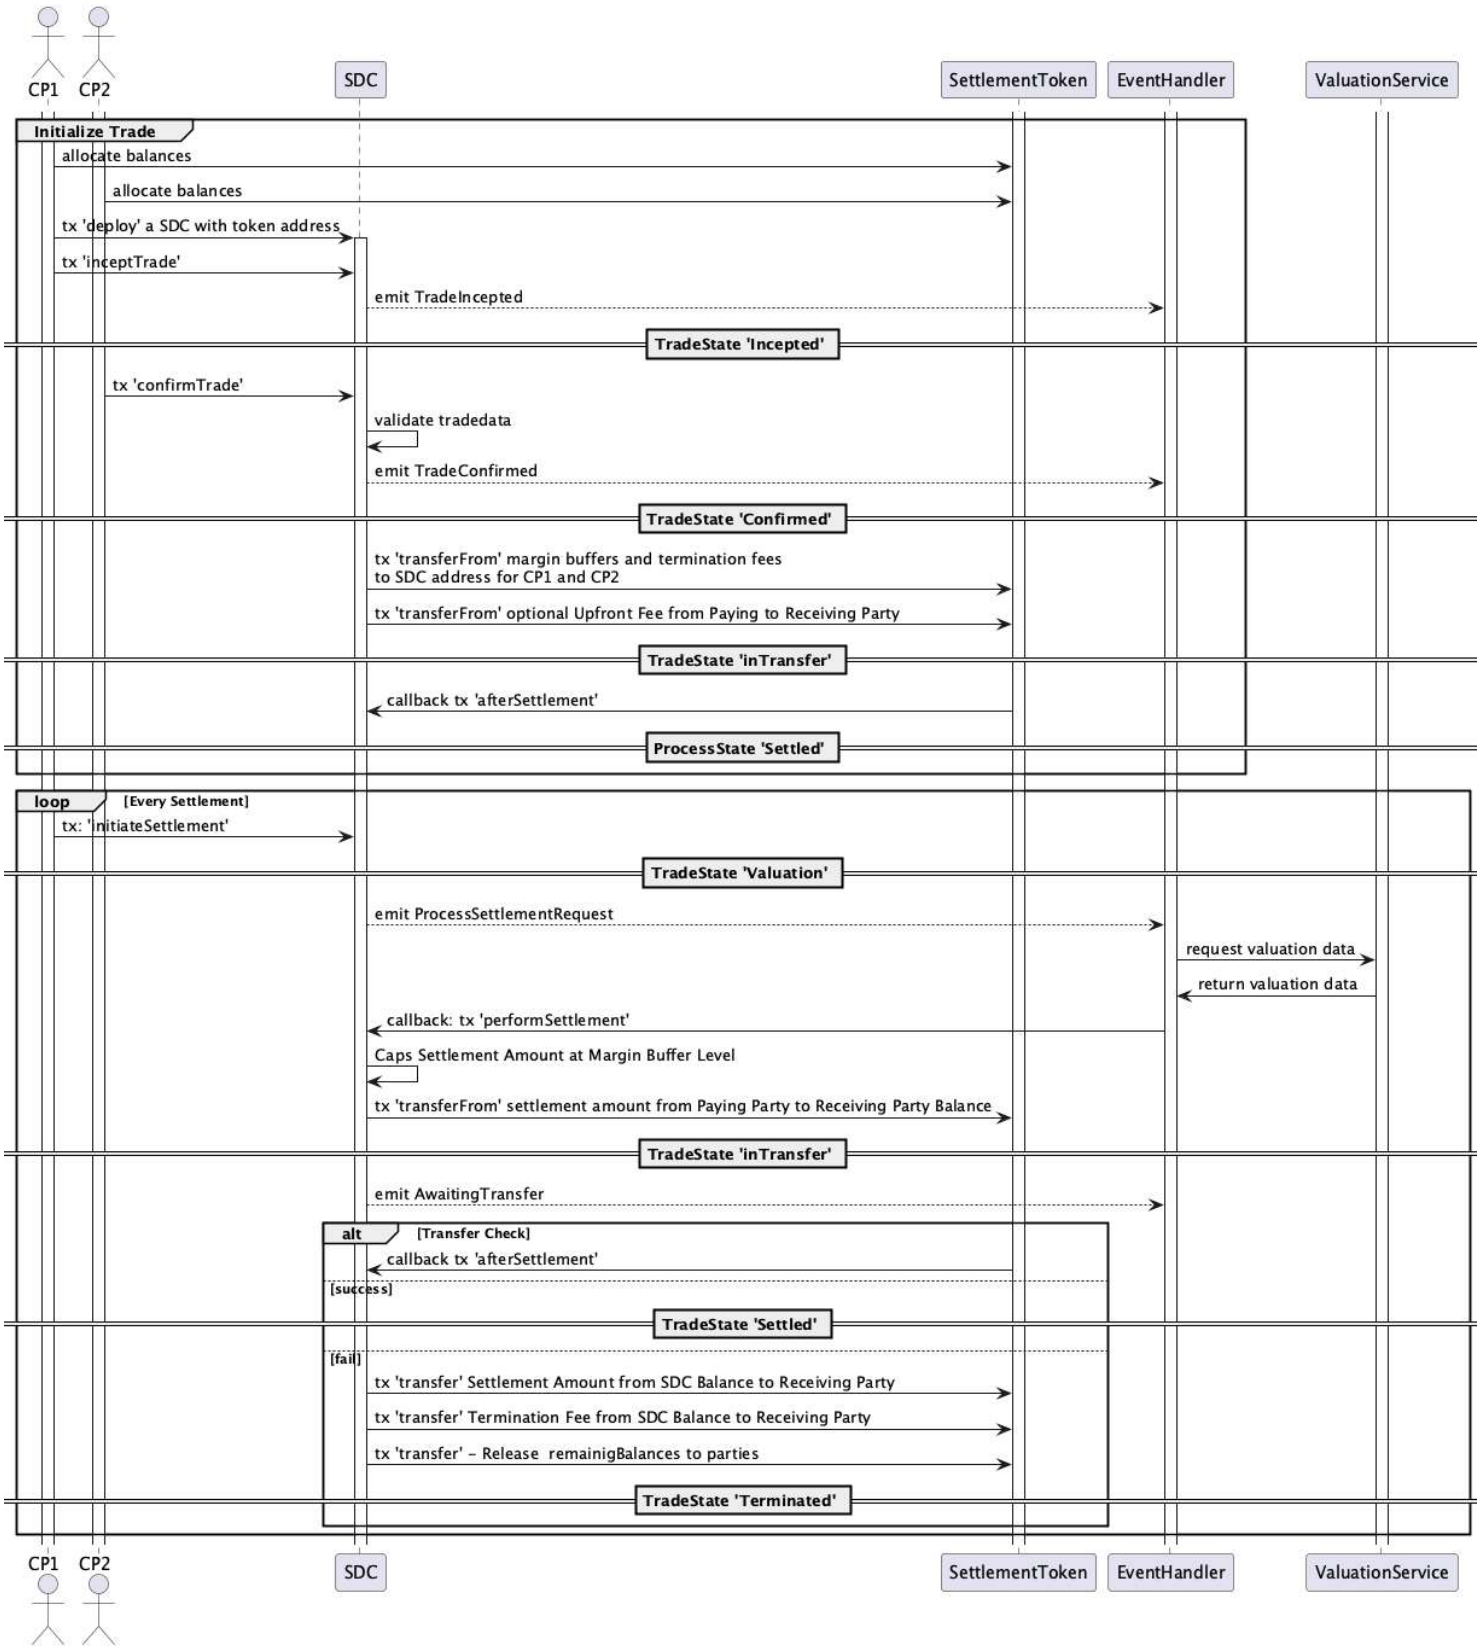 CP1
CP2
SDC
SettlementToken
EventHandler
ValuationService
Initialize Trade
allocate balances
allocate balances
tx 'deploy' a SDC with token address
tx 'inceptTrade'
emit TradeIncepted
TradeState 'Incepted'
tx 'confirmTrade'
validate tradedata
emit TradeConfirmed
TradeState 'Confirmed'
tx 'transferFrom' margin buffers and termination fees
to SDC address for CP1 and CP2
tx 'transferFrom' optional Upfront Fee from Paying to Receiving Party
TradeState 'inTransfer'
callback tx 'afterSettlement'
ProcessState 'Settled'
loop [Every Settlement]
tx: 'initiateSettlement'
TradeState 'Valuation'
emit ProcessSettlementRequest
request valuation data
return valuation data
callback: tx 'performSettlement'
Caps Settlement Amount at Margin Buffer Level
tx 'transferFrom' settlement amount from Paying Party to Receiving Party Balance
TradeState 'inTransfer'
emit AwaitingTransfer
alt [Transfer Check]
callback tx 'afterSettlement'
[success]
TradeState 'Settled'
[fail]
tx 'transfer' Settlement Amount from SDC Balance to Receiving Party
tx 'transfer' Termination Fee from SDC Balance to Receiving Party
tx 'transfer' - Release  remainigBalances to parties
TradeState 'Terminated'
CP1
CP2
SDC
SettlementToken
EventHandler
ValuationService